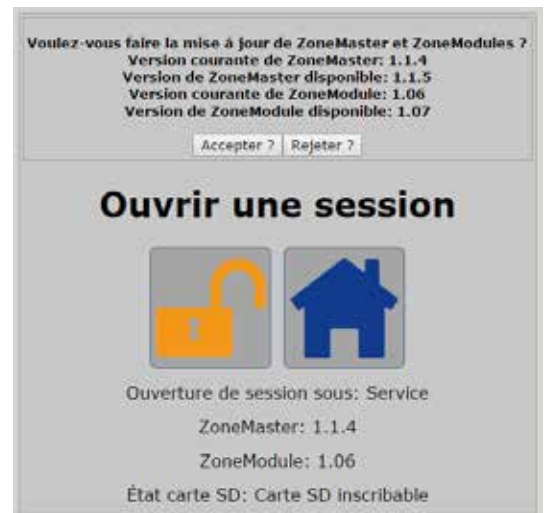 Voulez-vous faire la mise á jour de ZoneMaster et ZoneModules ?
Version courante de ZoneMaster: 1.1.4
Version de ZoneMaster disponible: 1.1.5
Version courante de ZoneModule: 1.06
Version de ZoneModule disponible: 1.07
Accepter ? Rejeter ?
Ouvrir une session
Ouverture de session sous: Service
ZoneMaster: 1.1.4
ZoneModule: 1.06
État carte SD: Carte SD inscribable